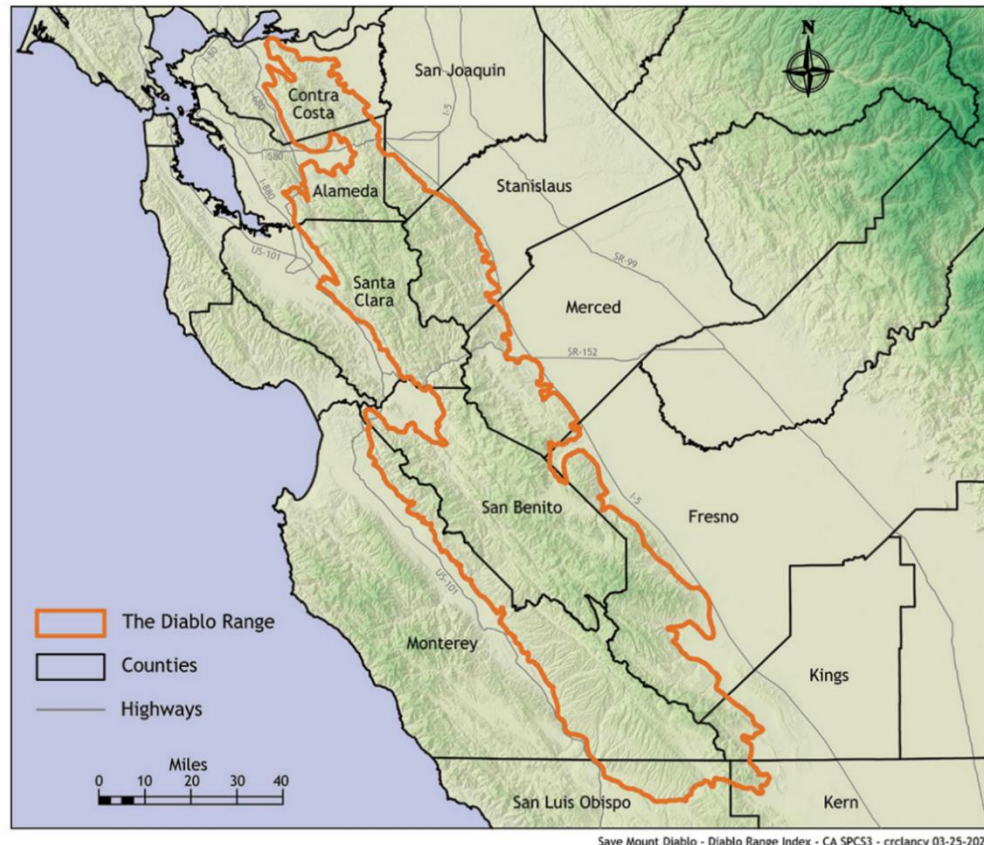 N
San Joaquin
I-5
80
I-680
Contra
Costa
I-580
Stanislaus
Alameda
I-880
SR-99
US-101
Santa
Clara
Merced
SR-152
San Benito
I-5
Fresno
US-101
The Diablo Range
Monterey
Counties
Kings
Highways
Miles
0 10 20 30 40
San Luis Obispo
Kern
Save Mount Diablo - Diablo Range Index - CA SPCS3 - crclancy 03-25-202